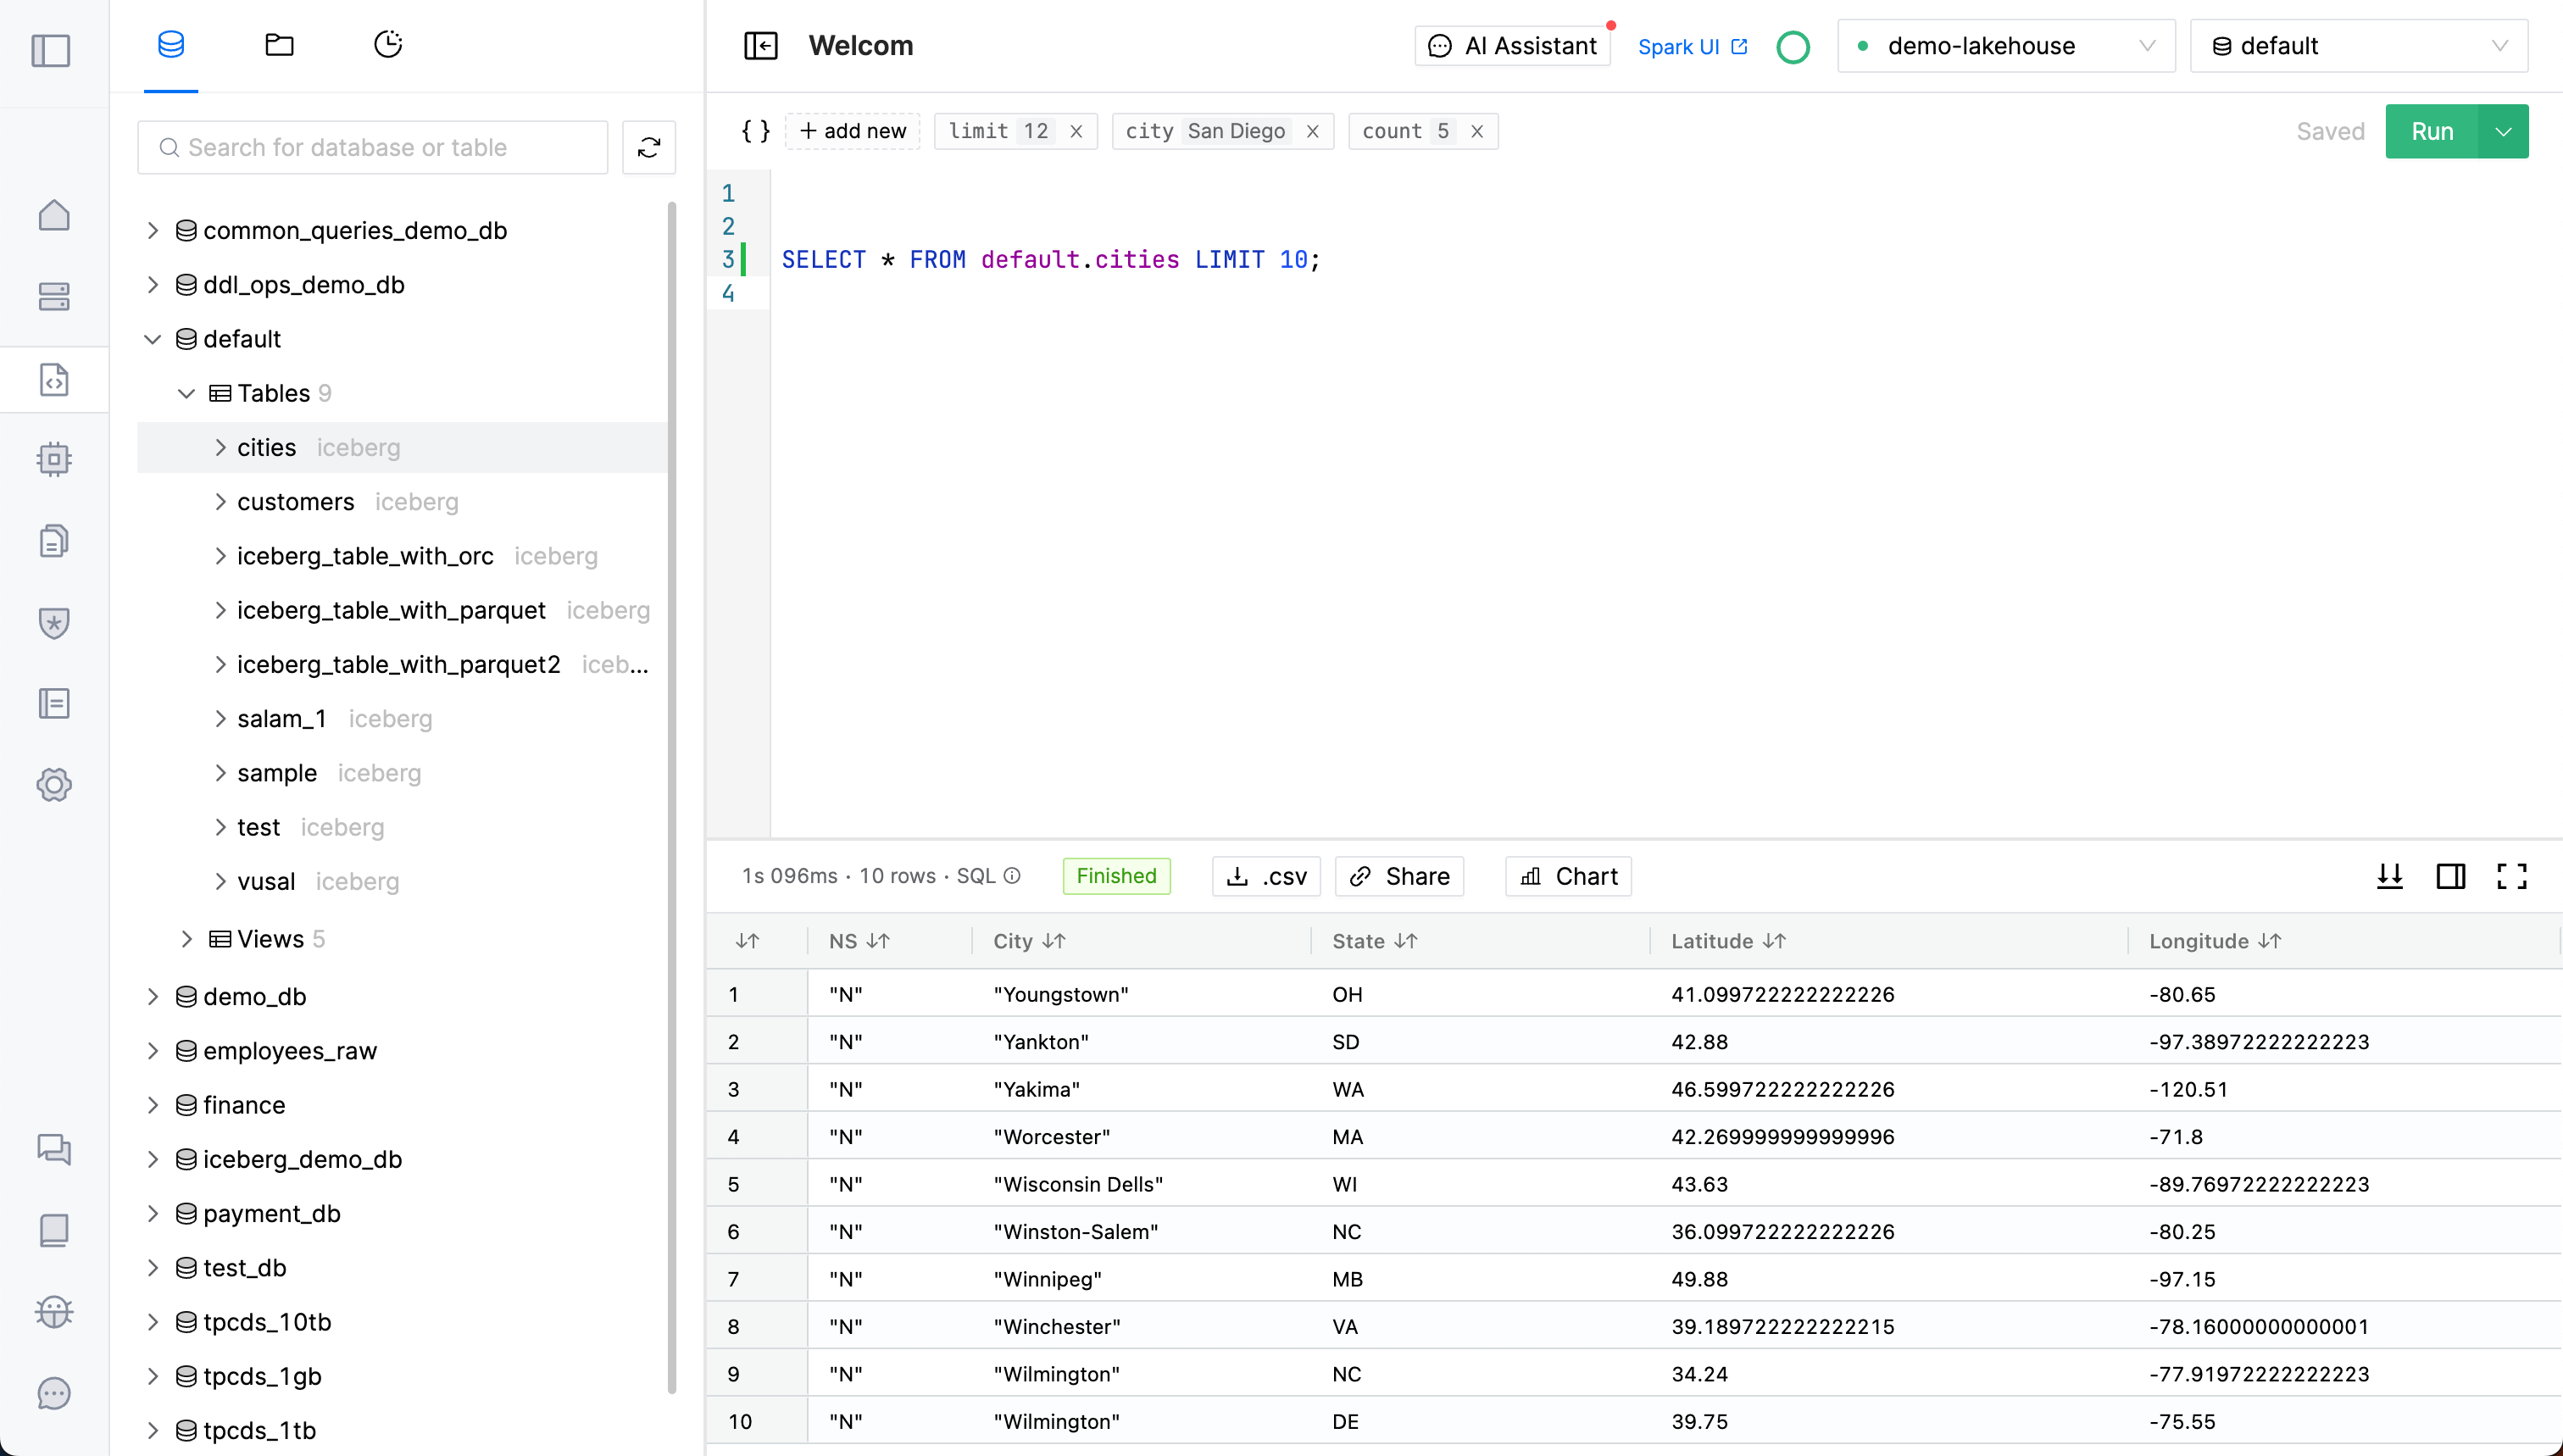 Welcom
AI Assistant
Spark UI
demo-lakehouse
default
Search for database or table
common_queries_demo_db
ddl_ops_demo_db
default
Tables 9
cities iceberg
customers iceberg
iceberg_table_with_orc iceberg
iceberg_table_with_parquet iceberg
iceberg_table_with_parquet2 iceb...
salam_1 iceberg
sample iceberg
test iceberg
vusal iceberg
Views 5
demo_db
employees_raw
finance
iceberg_demo_db
payment_db
test_db
tpcds_10tb
tpcds_1gb
tpcds_1tb
{ } + add new limit 12 × city San Diego × count 5 ×
Saved
Run
1
2
3 SELECT * FROM default.cities LIMIT 10;
4
1s 096ms · 10 rows · SQL
Finished
.csv
Share
Chart
NS City State Latitude Longitude
1 "N" "Youngstown" OH 41.099722222222226 -80.65
2 "N" "Yankton" SD 42.88 -97.38972222222223
3 "N" "Yakima" WA 46.599722222222226 -120.51
4 "N" "Worcester" MA 42.269999999999996 -71.8
5 "N" "Wisconsin Dells" WI 43.63 -89.76972222222223
6 "N" "Winston-Salem" NC 36.099722222222226 -80.25
7 "N" "Winnipeg" MB 49.88 -97.15
8 "N" "Winchester" VA 39.189722222222215 -78.16000000000001
9 "N" "Wilmington" NC 34.24 -77.91972222222223
10 "N" "Wilmington" DE 39.75 -75.55